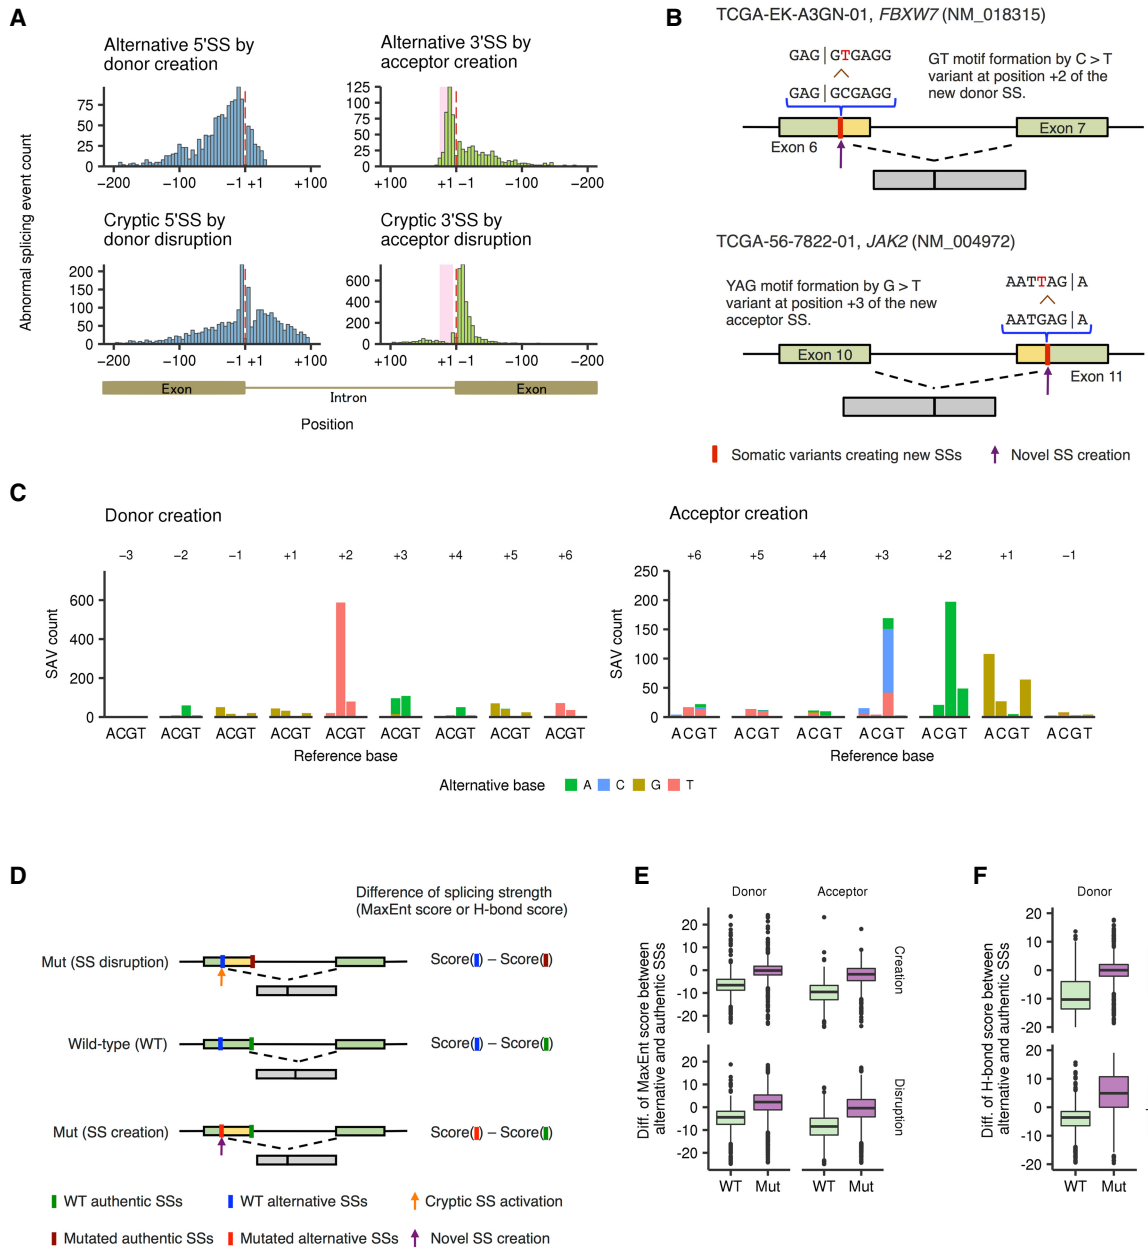 A
Alternative 5'SS by
donor creation
Alternative 3'SS by
acceptor creation
Abnormal splicing event count
75
50
25
0
−200
−100
−1
+1
+100
125
100
75
50
25
0
+100
+1
−1
−100
−200
Cryptic 5'SS by
donor disruption
Cryptic 3'SS by
acceptor disruption
200
150
100
50
0
−200
−100
−1
+1
+100
600
400
200
0
+100
+1
−1
−100
−200
Exon
Intron
Exon
Position
B
TCGA-EK-A3GN-01, FBXW7 (NM_018315)
GAG | GTGAGG
GAG | GCGAGG
GT motif formation by C > T
variant at position +2 of the
new donor SS.
Exon 6
Exon 7
TCGA-56-7822-01, JAK2 (NM_004972)
YAG motif formation by G > T
variant at position +3 of the new
acceptor SS.
AATTAG | A
AATGAG | A
Exon 10
Exon 11
Somatic variants creating new SSs
Novel SS creation
C
Donor creation
−3 −2 −1 +1 +2 +3 +4 +5 +6
SAV count
600
400
200
0
ACGT ACGT ACGT ACGT ACGT ACGT ACGT ACGT ACGT
Reference base
Acceptor creation
+6 +5 +4 +3 +2 +1 −1
SAV count
250
200
150
100
50
0
ACGT ACGT ACGT ACGT ACGT ACGT ACGT
Reference base
Alternative base A C G T
D
Difference of splicing strength
(MaxEnt score or H-bond score)
Mut (SS disruption)
Score( ) − Score( )
Wild-type (WT)
Score( ) − Score( )
Mut (SS creation)
Score( ) − Score( )
WT authentic SSs
WT alternative SSs
Cryptic SS activation
Mutated authentic SSs
Mutated alternative SSs
Novel SS creation
E
Donor
Acceptor
Diff. of MaxEnt score between
alternative and authentic SSs
20
10
0
−10
−20
Creation
20
10
0
−10
−20
Disruption
WT Mut WT Mut
F
Donor
Diff. of H-bond score between
alternative and authentic SSs
20
10
0
−10
−20
20
10
0
−10
−20
WT Mut